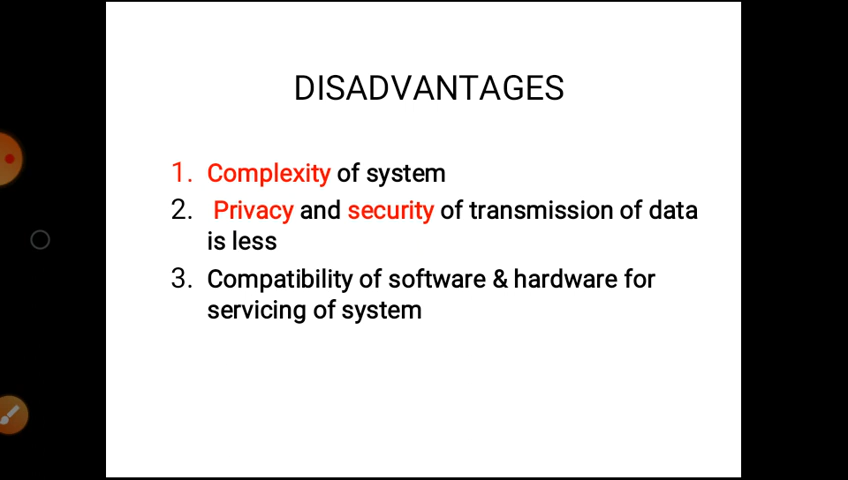 DISADVANTAGES
1. Complexity of system
2. Privacy and security of transmission of data
is less
3. Compatibility of software & hardware for
servicing of system